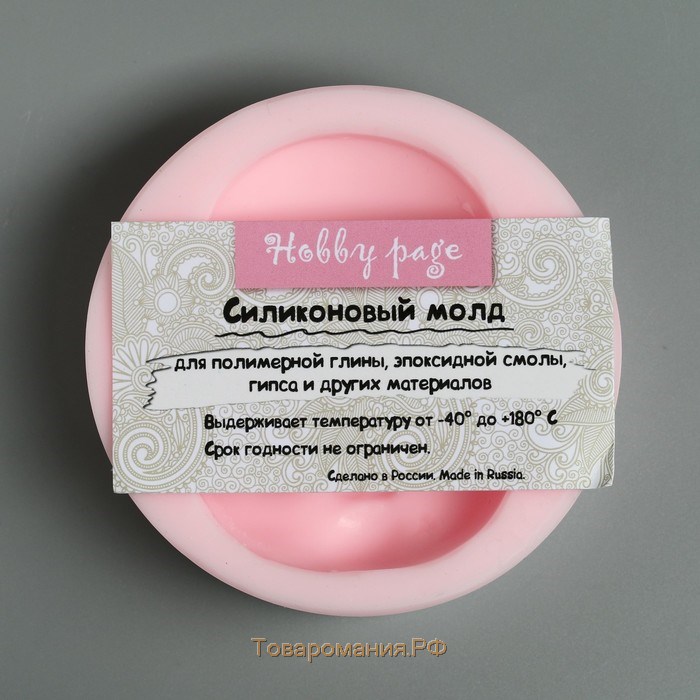 Hobby page
Силиконовый молд
для полимерной глины, эпоксидной смолы,
гипса и других материалов
Выдерживает температуру от -40° до +180° С
Срок годности не ограничен.
Сделано в России. Made in Russia.
Товаромания.РФ